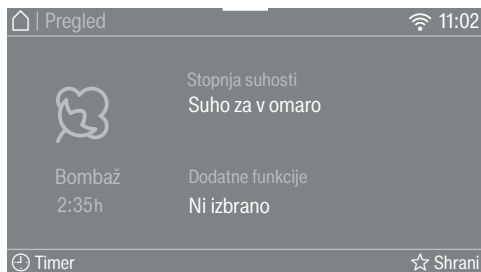 | Pregled 11:02
Stopnja suhosti
Suho za v omaro
Bombaž
2:35h
Dodatne funkcije
Ni izbrano
Timer Shrani